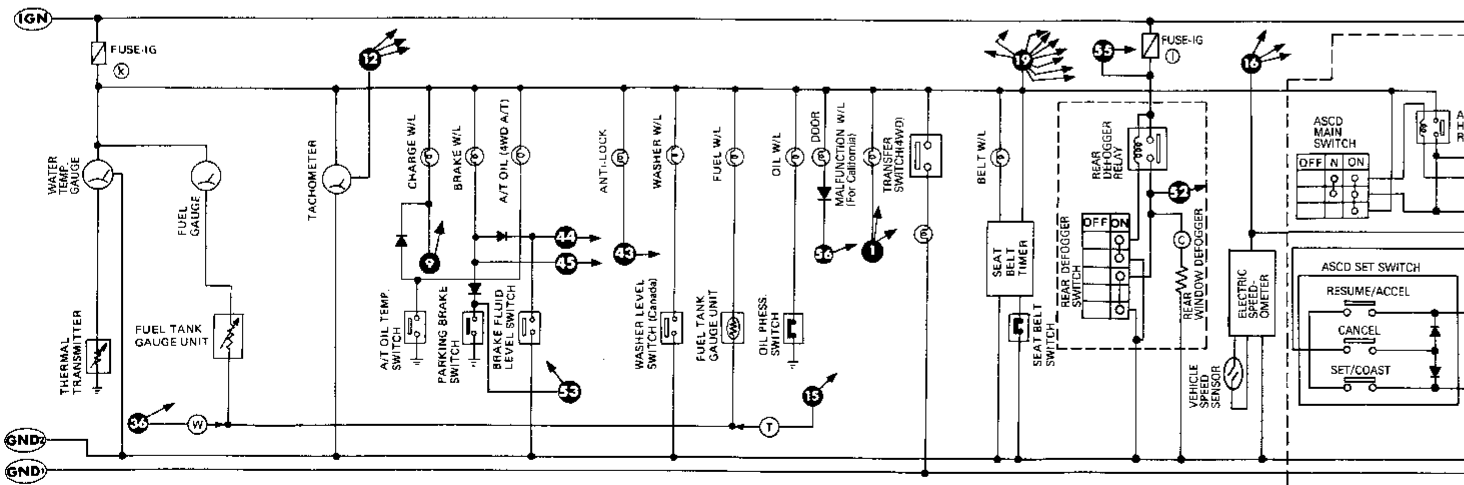 IGN
FUSE-IG
K
12
19
55
FUSE-IG
16
WATER
TEMP.
GAUGE
FUEL
GAUGE
TACHOMETER
CHARGE W/L
BRAKE W/L
A/T OIL (4WD A/T)
ANTI-LOCK
WASHER W/L
FUEL W/L
OIL W/L
DOOR
MALFUNCTION W/L
(For California)
TRANSFER
SWITCH(4WD)
BELT W/L
REAR
DEFOGGER
RELAY
52
ASCD
MAIN
SWITCH
OFF N ON
A
H
R
9
44
45
43
56
1
SEAT
BELT
TIMER
OFF ON
REAR DEFOGGER
SWITCH
C
REAR
WINDOW DEFOGGER
ELECTRIC
SPEED-
OMETER
ASCD SET SWITCH
RESUME/ACCEL
CANCEL
SET/COAST
THERMAL
TRANSMITTER
FUEL TANK
GAUGE UNIT
A/T OIL TEMP.
SWITCH
PARKING BRAKE
SWITCH
BRAKE FLUID
LEVEL SWITCH
53
WASHER LEVEL
SWITCH (Canada)
FUEL TANK
GAUGE UNIT
OIL PRESS.
SWITCH
SEAT BELT
SWITCH
VEHICLE
SPEED
SENSOR
36
W
T
15
GND2
GND1